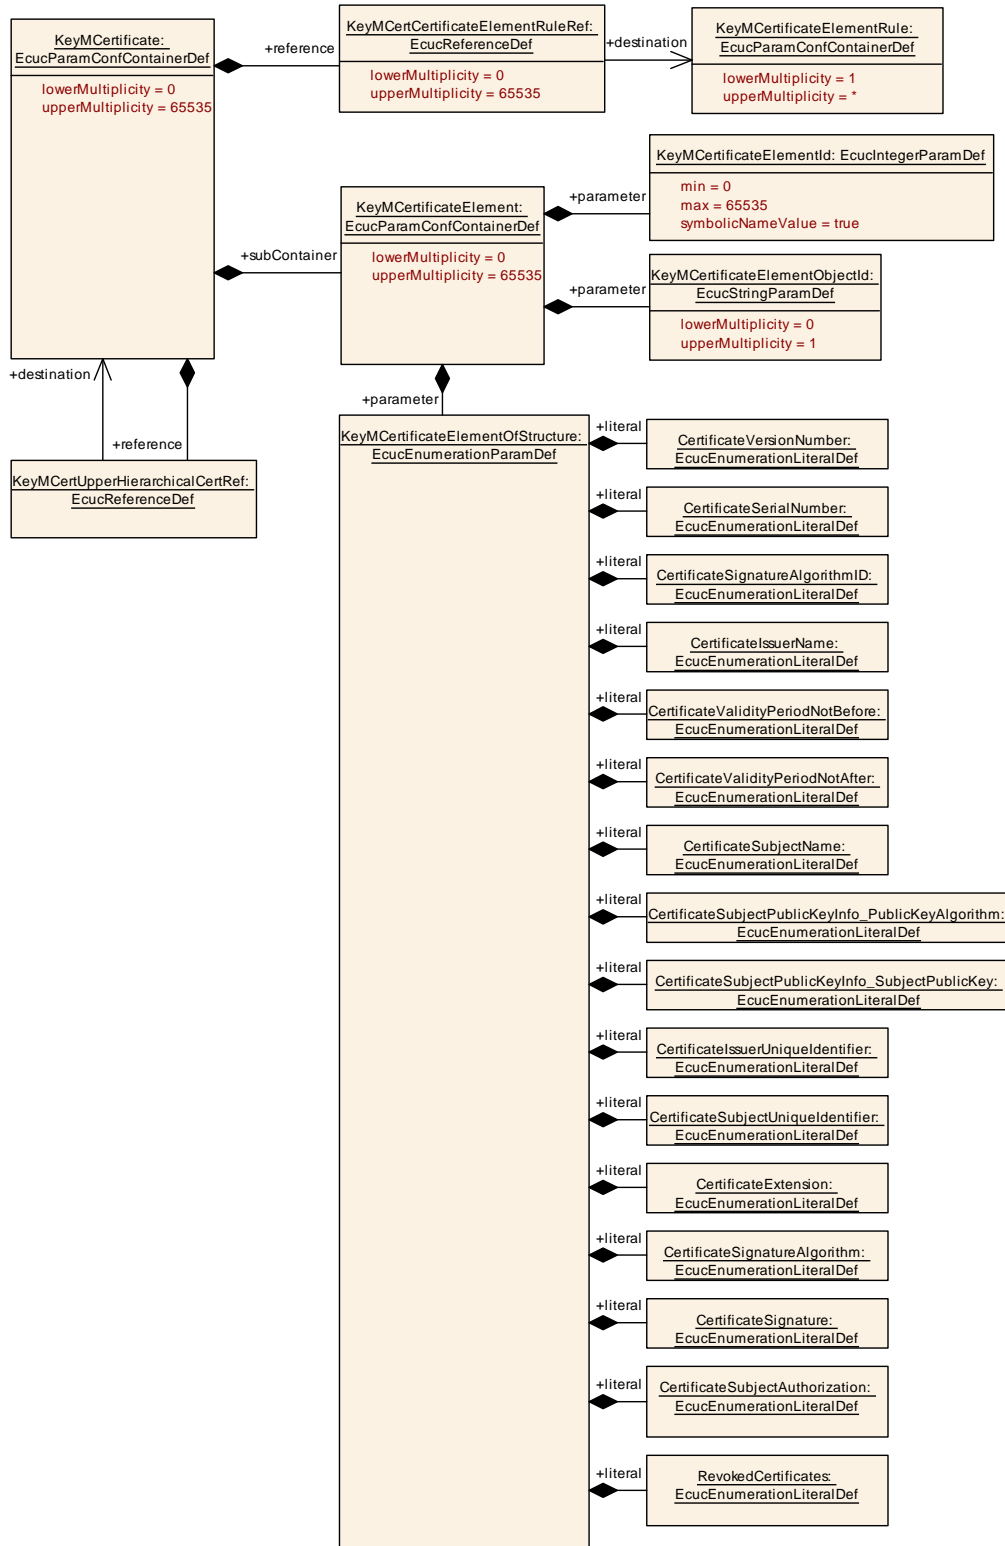 KeyMCertificate:
EcucParamConfContainerDef
lowerMultiplicity = 0
upperMultiplicity = 65535
+reference
KeyMCertCertificateElementRuleRef:
EcucReferenceDef
lowerMultiplicity = 0
upperMultiplicity = 65535
+destination
KeyMCertificateElementRule:
EcucParamConfContainerDef
lowerMultiplicity = 1
upperMultiplicity = *
+subContainer
KeyMCertificateElement:
EcucParamConfContainerDef
lowerMultiplicity = 0
upperMultiplicity = 65535
+parameter
KeyMCertificateElementId: EcucIntegerParamDef
min = 0
max = 65535
symbolicNameValue = true
+parameter
KeyMCertificateElementObjectId:
EcucStringParamDef
lowerMultiplicity = 0
upperMultiplicity = 1
+destination
+reference
KeyMCertUpperHierarchicalCertRef:
EcucReferenceDef
+parameter
KeyMCertificateElementOfStructure:
EcucEnumerationParamDef
+literal
CertificateVersionNumber:
EcucEnumerationLiteralDef
+literal
CertificateSerialNumber:
EcucEnumerationLiteralDef
+literal
CertificateSignatureAlgorithmID:
EcucEnumerationLiteralDef
+literal
CertificateIssuerName:
EcucEnumerationLiteralDef
+literal
CertificateValidityPeriodNotBefore:
EcucEnumerationLiteralDef
+literal
CertificateValidityPeriodNotAfter:
EcucEnumerationLiteralDef
+literal
CertificateSubjectName:
EcucEnumerationLiteralDef
+literal
CertificateSubjectPublicKeyInfo_PublicKeyAlgorithm:
EcucEnumerationLiteralDef
+literal
CertificateSubjectPublicKeyInfo_SubjectPublicKey:
EcucEnumerationLiteralDef
+literal
CertificateIssuerUniqueIdentifier:
EcucEnumerationLiteralDef
+literal
CertificateSubjectUniqueIdentifier:
EcucEnumerationLiteralDef
+literal
CertificateExtension:
EcucEnumerationLiteralDef
+literal
CertificateSignatureAlgorithm:
EcucEnumerationLiteralDef
+literal
CertificateSignature:
EcucEnumerationLiteralDef
+literal
CertificateSubjectAuthorization:
EcucEnumerationLiteralDef
+literal
RevokedCertificates:
EcucEnumerationLiteralDef